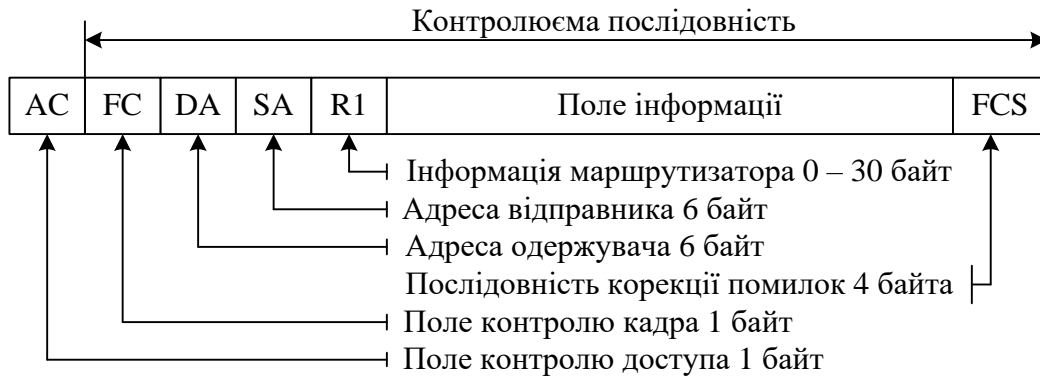 Контролюєма послідовність
AC FC DA SA R1 Поле інформації FCS
Інформація маршрутизатора 0 – 30 байт
Адреса відправника 6 байт
Адреса одержувача 6 байт
Послідовність корекції помилок 4 байта
Поле контролю кадра 1 байт
Поле контролю доступа 1 байт